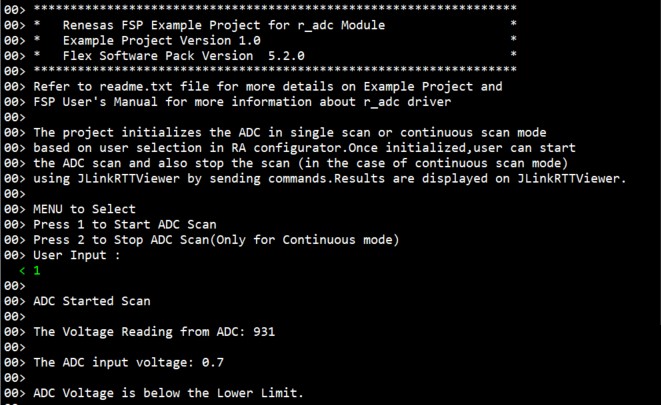 00> ******************************************************************
00> *   Renesas FSP Example Project for r_adc Module                 *
00> *   Example Project Version 1.0                                  *
00> *   Flex Software Pack Version  5.2.0                            *
00> ******************************************************************
00> Refer to readme.txt file for more details on Example Project and
00> FSP User's Manual for more information about r_adc driver
00>
00> The project initializes the ADC in single scan or continuous scan mode
00> based on user selection in RA configurator.Once initialized,user can start
00> the ADC scan and also stop the scan (in the case of continuous scan mode)
00> using JLinkRTTViewer by sending commands.Results are displayed on JLinkRTTViewer.
00>
00> MENU to Select
00> Press 1 to Start ADC Scan
00> Press 2 to Stop ADC Scan(Only for Continuous mode)
00> User Input :
< 1
00>
00> ADC Started Scan
00>
00> The Voltage Reading from ADC: 931
00>
00> The ADC input voltage: 0.7
00>
00> ADC Voltage is below the Lower Limit.